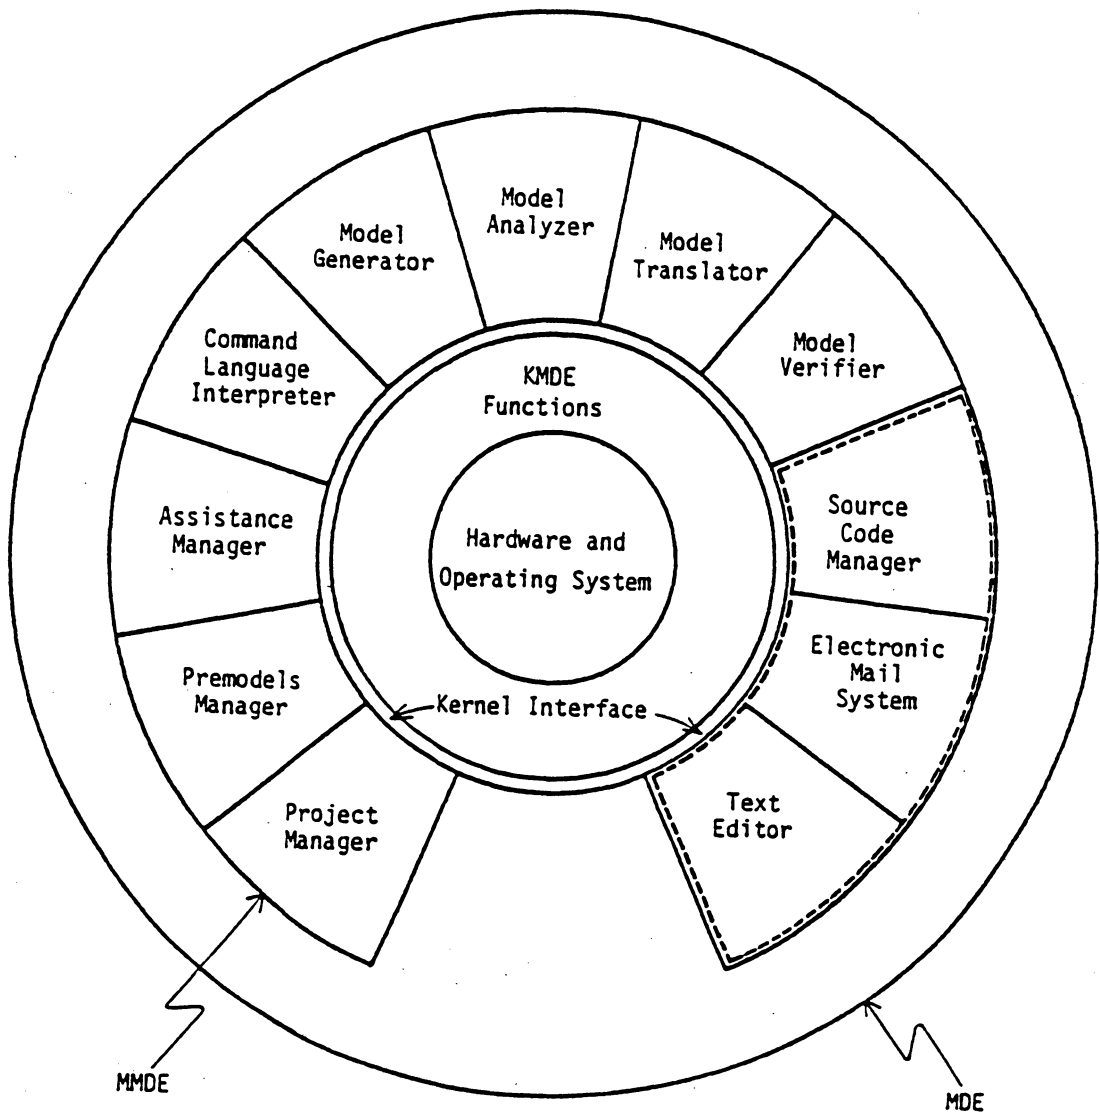 Model
Analyzer
Model
Generator
Model
Translator
Command
Language
Interpreter
Model
Verifier
KMDE
Functions
Assistance
Manager
Hardware and
Operating System
Source
Code
Manager
Premodels
Manager
Kernel Interface
Electronic
Mail
System
Project
Manager
Text
Editor
MMDE
MDE